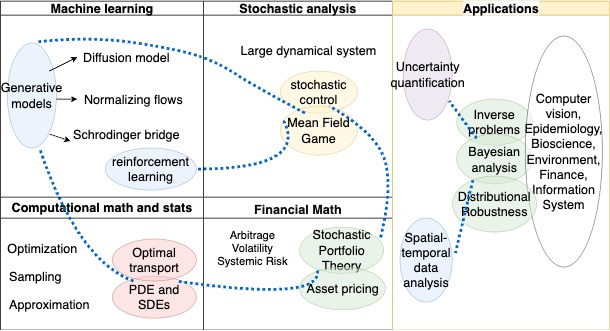 Machine learning
Stochastic analysis
Applications
Diffusion model
Generative
models
Normalizing flows
Schrodinger bridge
reinforcement
learning
Large dynamical system
stochastic
control
Mean Field
Game
Uncertainty
quantification
Inverse
problems
Bayesian
analysis
Distributional
Robustness
Computer
vision,
Epidemiology,
Bioscience,
Environment,
Finance,
Information
System
Spatial-
temporal
data
analysis
Computational math and stats
Financial Math
Optimization
Sampling
Approximation
Optimal
transport
PDE and
SDEs
Arbitrage
Volatility
Systemic Risk
Stochastic
Portfolio
Theory
Asset pricing